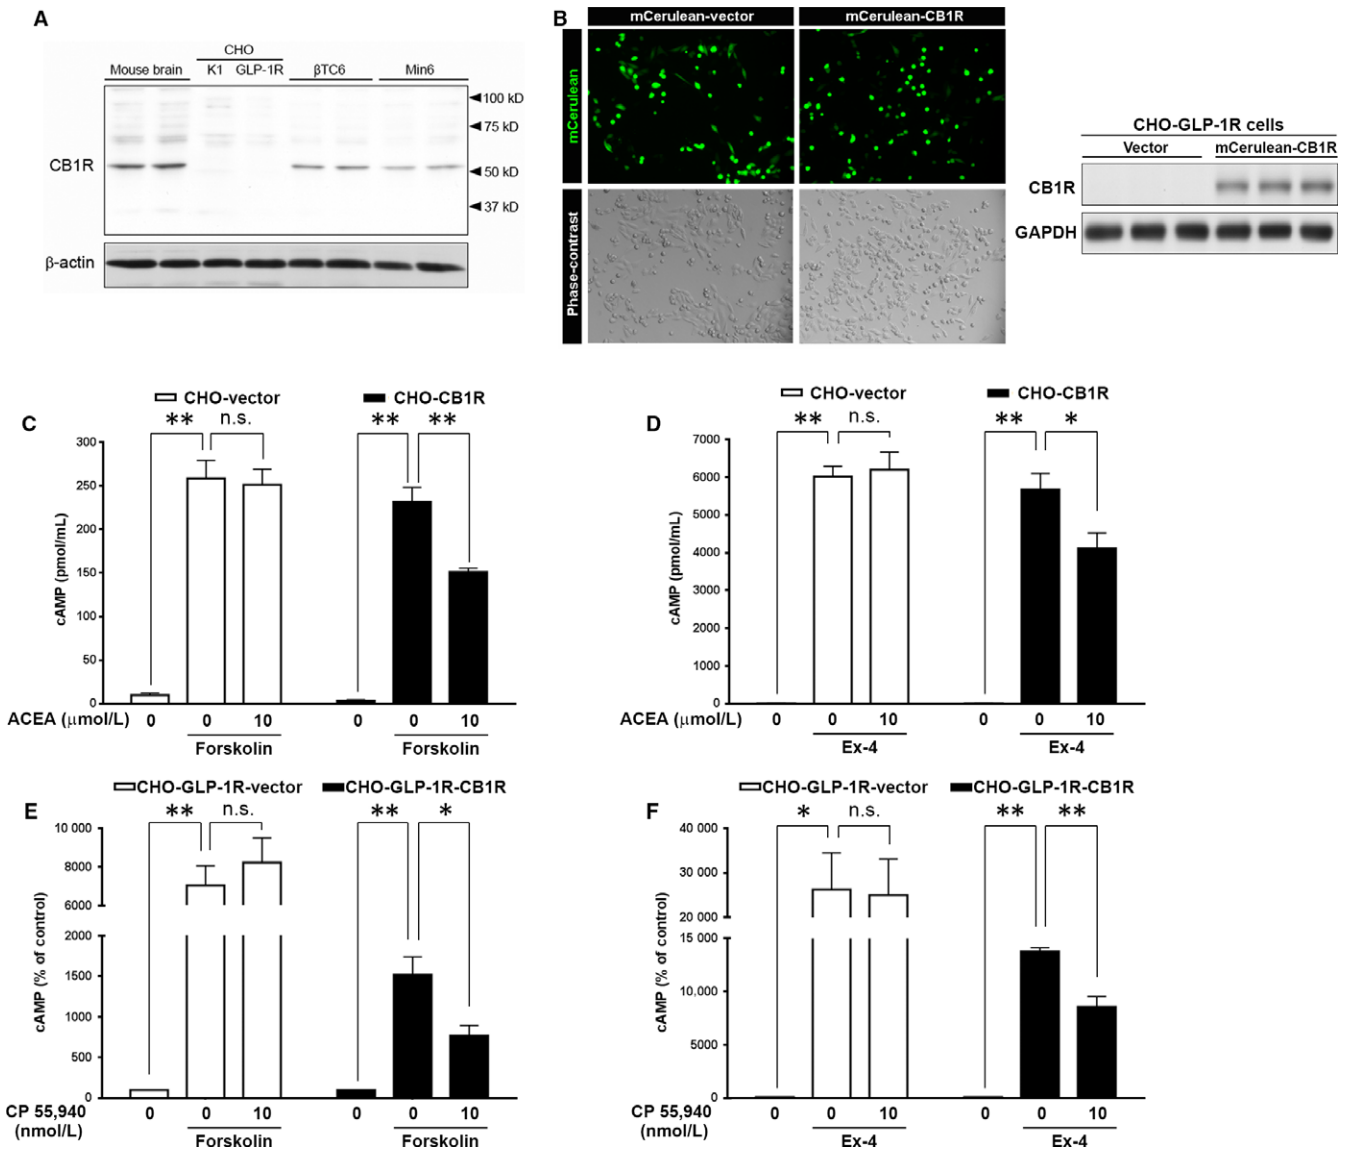 A
CHO
Mouse brain K1 GLP-1R βTC6 Min6
100 kD
75 kD
CB1R
50 kD
37 kD
β-actin
B
mCerulean-vector mCerulean-CB1R
mCerulean
Phase-contrast
CHO-GLP-1R cells
Vector mCerulean-CB1R
CB1R
GAPDH
C
CHO-vector CHO-CB1R
** n.s. ** **
cAMP (pmol/mL)
300
250
200
150
100
50
0
ACEA (μmol/L) 0 0 10 0 0 10
Forskolin Forskolin
D
CHO-vector CHO-CB1R
** n.s. ** *
cAMP (pmol/mL)
7000
6000
5000
4000
3000
2000
1000
0
ACEA (μmol/L) 0 0 10 0 0 10
Ex-4 Ex-4
E
CHO-GLP-1R-vector CHO-GLP-1R-CB1R
** n.s. ** *
cAMP (% of control)
10 000
8000
6000
2000
1500
1000
500
0
CP 55,940 0 0 10 0 0 10
(nmol/L) Forskolin Forskolin
F
CHO-GLP-1R-vector CHO-GLP-1R-CB1R
* n.s. ** **
cAMP (% of control)
40 000
30 000
20 000
15 000
10,000
5000
0
CP 55,940 0 0 10 0 0 10
(nmol/L) Ex-4 Ex-4